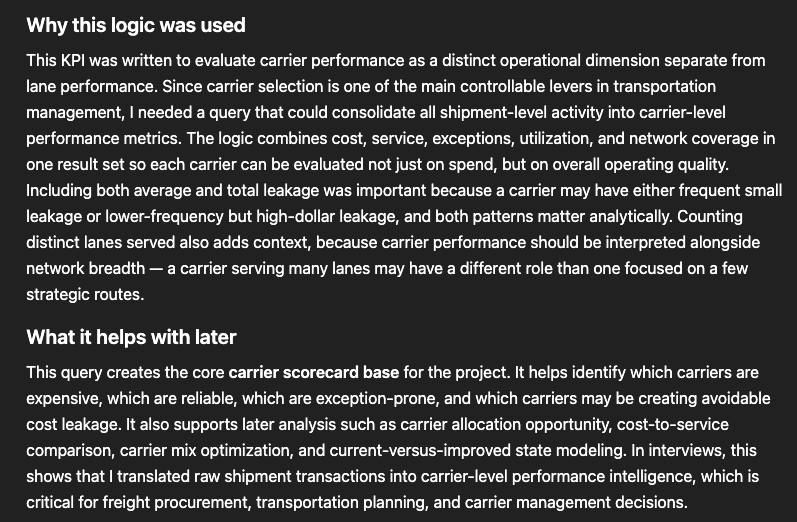 Why this logic was used
This KPI was written to evaluate carrier performance as a distinct operational dimension separate from
lane performance. Since carrier selection is one of the main controllable levers in transportation
management, I needed a query that could consolidate all shipment-level activity into carrier-level
performance metrics. The logic combines cost, service, exceptions, utilization, and network coverage in
one result set so each carrier can be evaluated not just on spend, but on overall operating quality.
Including both average and total leakage was important because a carrier may have either frequent small
leakage or lower-frequency but high-dollar leakage, and both patterns matter analytically. Counting
distinct lanes served also adds context, because carrier performance should be interpreted alongside
network breadth — a carrier serving many lanes may have a different role than one focused on a few
strategic routes.
What it helps with later
This query creates the core carrier scorecard base for the project. It helps identify which carriers are
expensive, which are reliable, which are exception-prone, and which carriers may be creating avoidable
cost leakage. It also supports later analysis such as carrier allocation opportunity, cost-to-service
comparison, carrier mix optimization, and current-versus-improved state modeling. In interviews, this
shows that I translated raw shipment transactions into carrier-level performance intelligence, which is
critical for freight procurement, transportation planning, and carrier management decisions.